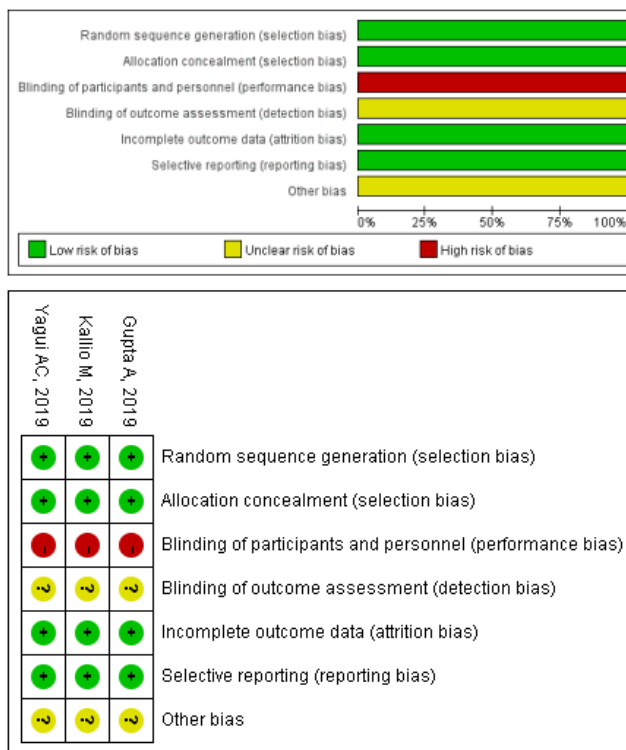 Random sequence generation (selection bias)
Allocation concealment (selection bias)
Blinding of participants and personnel (performance bias)
Blinding of outcome assessment (detection bias)
Incomplete outcome data (attrition bias)
Selective reporting (reporting bias)
Other bias
0% 25% 50% 75% 100%
Low risk of bias Unclear risk of bias High risk of bias
Yagui AC, 2019
Kallio M, 2019
Gupta A, 2019
+ + + Random sequence generation (selection bias)
+ + + Allocation concealment (selection bias)
- - - Blinding of participants and personnel (performance bias)
? ? ? Blinding of outcome assessment (detection bias)
+ + + Incomplete outcome data (attrition bias)
+ + + Selective reporting (reporting bias)
? ? ? Other bias